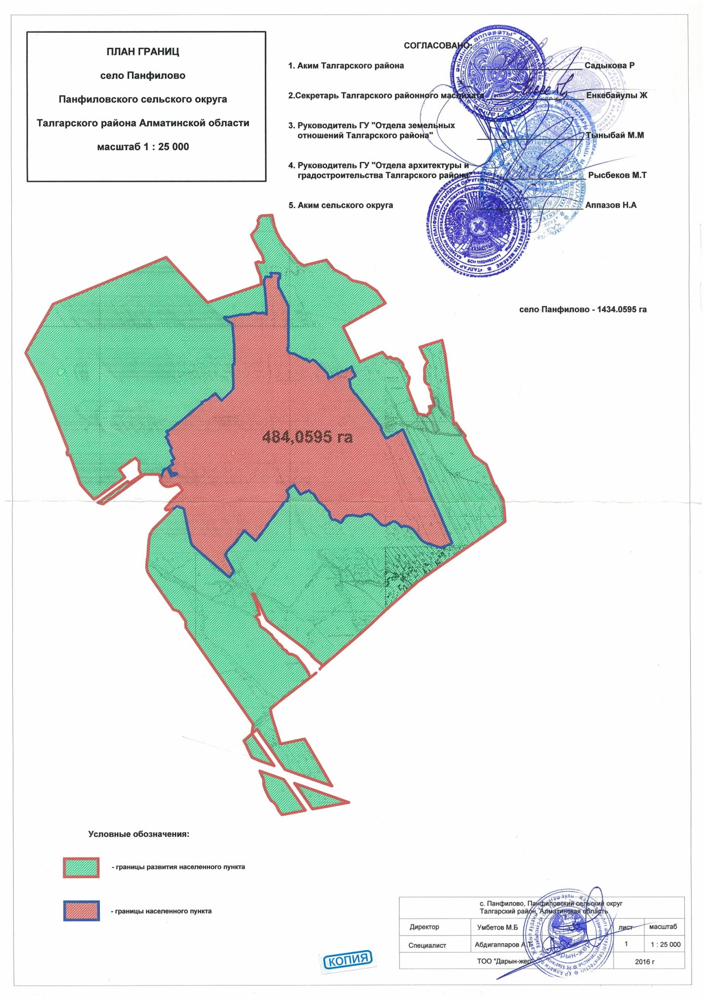 ПЛАН ГРАНИЦ
село Панфилово
Панфиловского сельского округа
Талгарского района Алматинской области
масштаб 1 : 25 000
СОГЛАСОВАНО:
1. Аким Талгарского района Садыкова Р
2.Секретарь Талгарского районного маслихата Енкебайулы Ж
3. Руководитель ГУ "Отдела земельных
отношений Талгарского района" Тыныбай М.М
4. Руководитель ГУ "Отдела архитектуры и
градостроительства Талгарского района" Рысбеков М.Т
5. Аким сельского округа Аппазов Н.А
село Панфилово - 1434.0595 га
484,0595 га
Условные обозначения:
- границы развития населенного пункта
- границы населенного пункта
с. Панфилово, Панфиловский сельский округ
Талгарский район, Алматинская область
Директор Умбетов М.Б лист масштаб
Специалист Абдигаппаров А.Т 1 1 : 25 000
ТОО "Дарын-жер" 2016 г
КОПИЯ
Дарын-жер